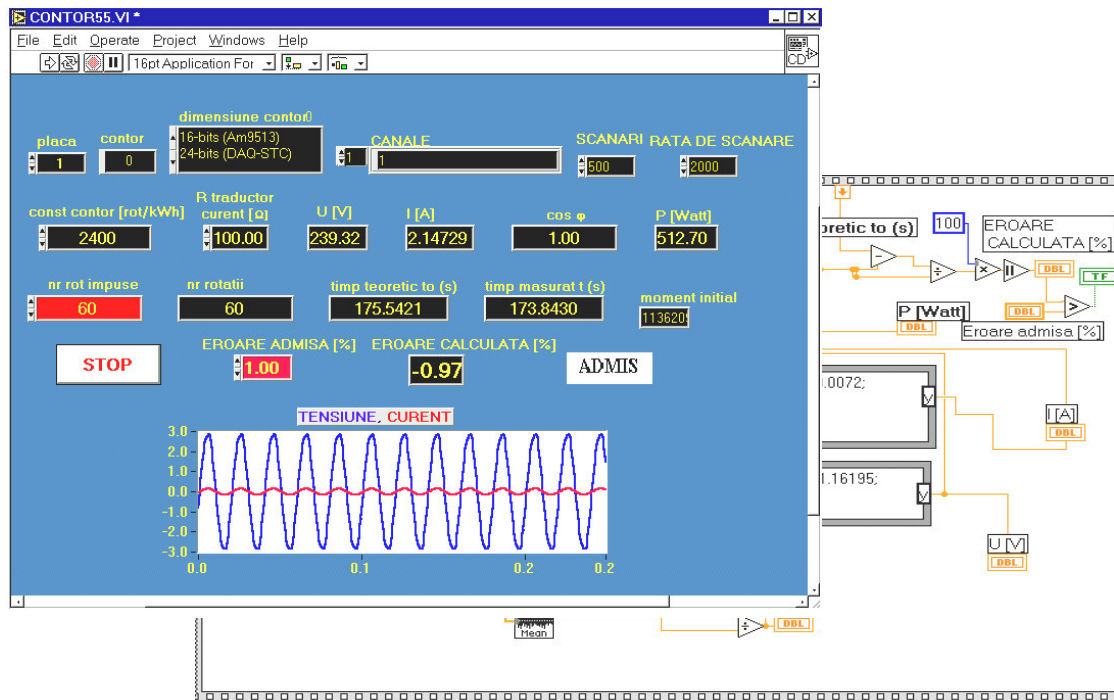 CONTOR55.VI *
File Edit Operate Project Windows Help
16pt Application For
CD
dimensiune contor
placa
contor
1
0
16-bits (Am9513)
24-bits (DAQ-STC)
CANALE
1
1
SCANARI
RATA DE SCANARE
500
2000
const contor [rot/kWh]
R traductor
curent [Ω]
U [V]
I [A]
cos φ
P [Watt]
2400
100.00
239.32
2.14729
1.00
512.70
nr rot impuse
nr rotatii
timp teoretic to (s)
timp masurat t (s)
moment initial
60
60
175.5421
173.8430
113620
STOP
EROARE ADMISA [%]
EROARE CALCULATA [%]
1.00
-0.97
ADMIS
TENSIUNE, CURENT
3.0
2.0
1.0
0.0
-1.0
-2.0
-3.0
0.0
0.1
0.2
0.2
oretic to (s)
100
EROARE
CALCULATA [%]
DBL
TF
DBL
P [Watt]
DBL
Eroare admisa [%]
.0072;
y
I [A]
DBL
1.16195;
y
U [V]
DBL
Mean
DBL